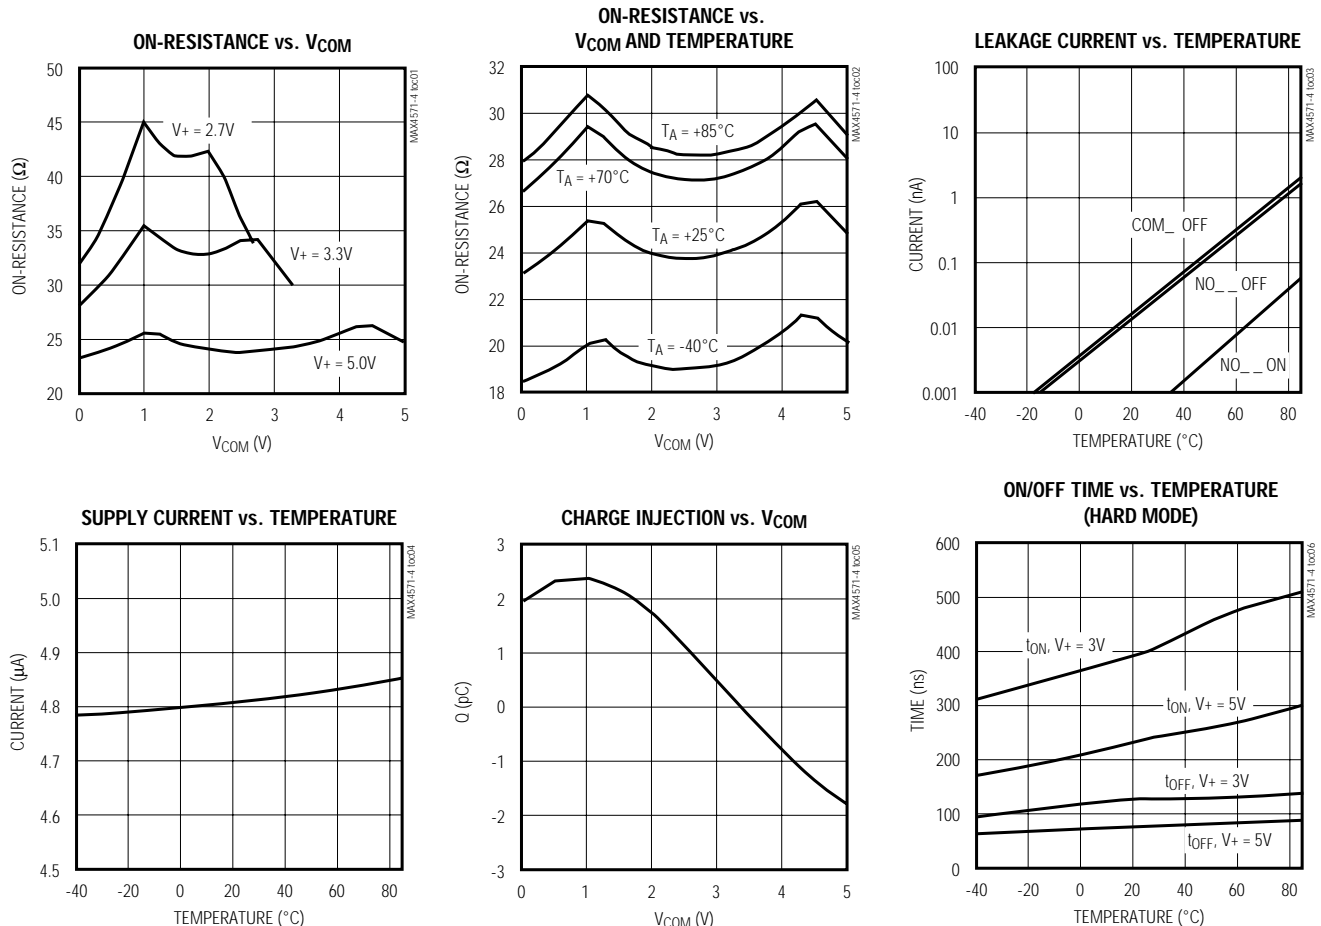 ON-RESISTANCE vs. VCOM
50
45
40
35
30
25
20
0 1 2 3 4 5
ON-RESISTANCE (Ω)
VCOM (V)
V+ = 2.7V
V+ = 3.3V
V+ = 5.0V
MAX4571-4 toc01
ON-RESISTANCE vs.
VCOM AND TEMPERATURE
32
30
28
26
24
22
20
18
0 1 2 3 4 5
ON-RESISTANCE (Ω)
VCOM (V)
TA = +85°C
TA = +70°C
TA = +25°C
TA = -40°C
MAX4571-4 toc02
LEAKAGE CURRENT vs. TEMPERATURE
100
10
1
0.1
0.01
0.001
-40 -20 0 20 40 60 80
CURRENT (nA)
TEMPERATURE (°C)
COM_ OFF
NO_ _ OFF
NO_ _ ON
MAX4571-4 toc03
SUPPLY CURRENT vs. TEMPERATURE
5.1
5.0
4.9
4.8
4.7
4.6
4.5
-40 -20 0 20 40 60 80
CURRENT (µA)
TEMPERATURE (°C)
MAX4571-4 toc04
CHARGE INJECTION vs. VCOM
3
2
1
0
-1
-2
-3
0 1 2 3 4 5
Q (pC)
VCOM (V)
MAX4571-4 toc05
ON/OFF TIME vs. TEMPERATURE
(HARD MODE)
600
500
400
300
200
100
0
-40 -20 0 20 40 60 80
TIME (ns)
TEMPERATURE (°C)
tON, V+ = 3V
tON, V+ = 5V
tOFF, V+ = 3V
tOFF, V+ = 5V
MAX4571-4 toc06